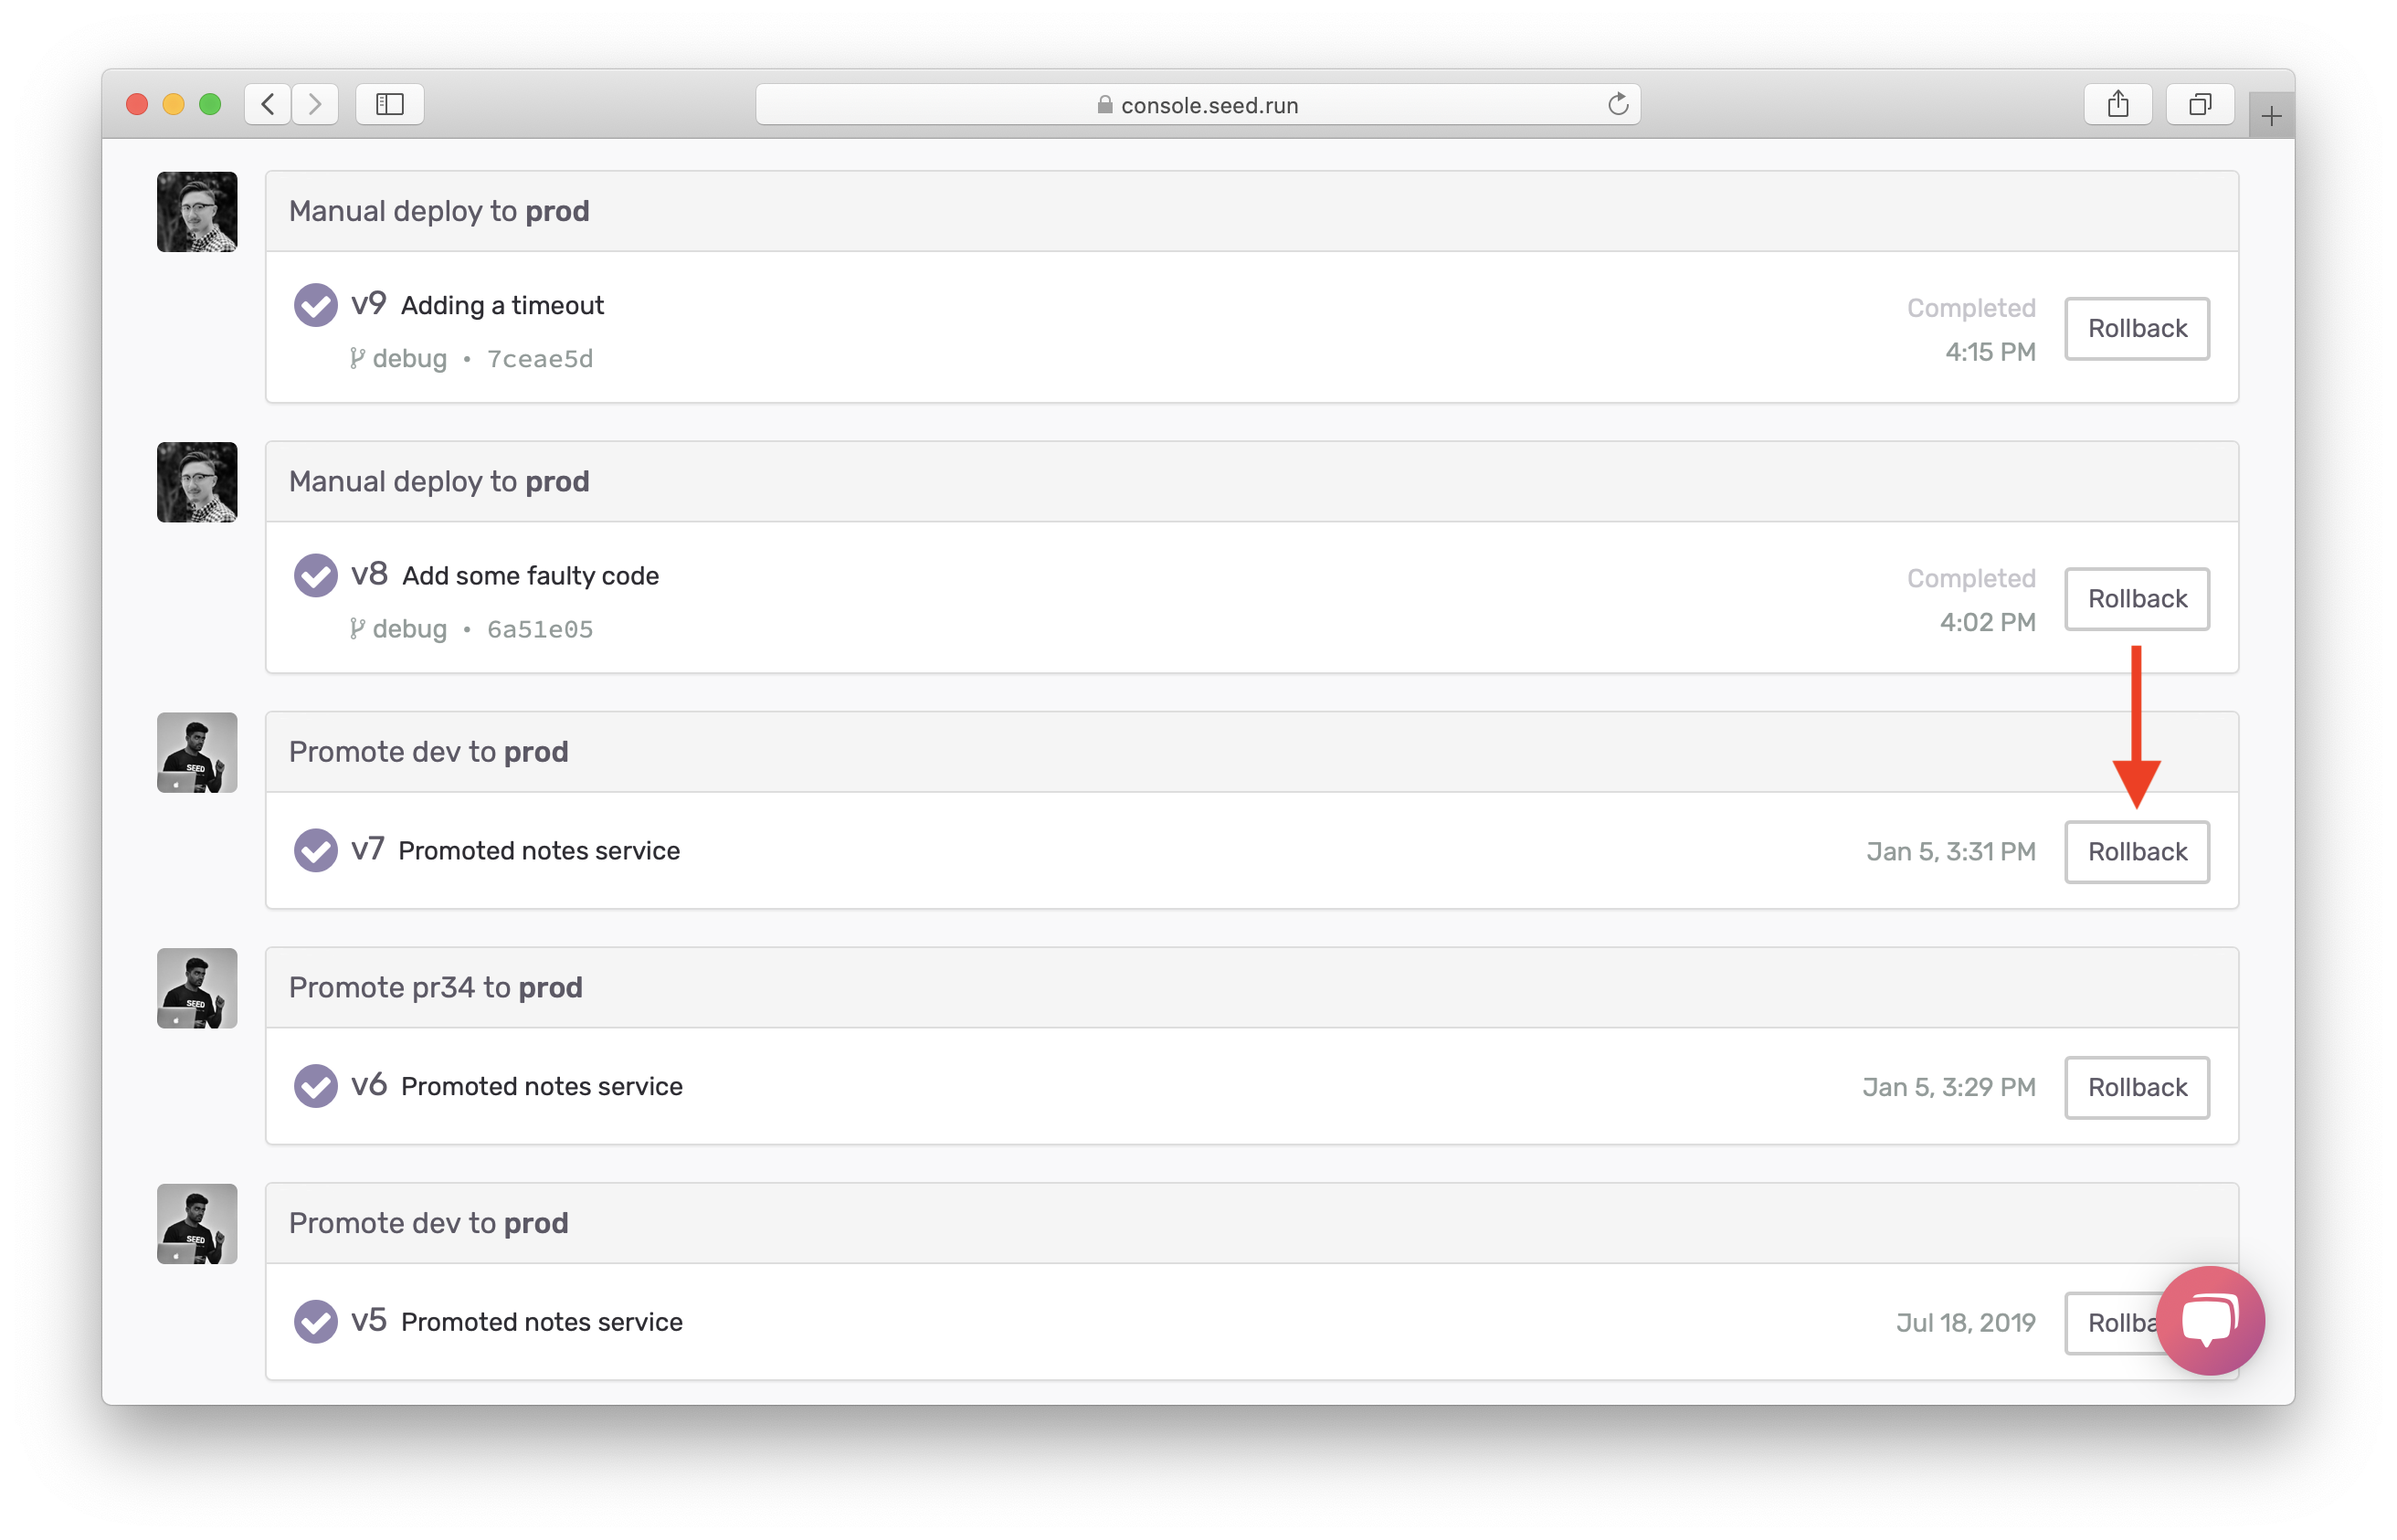 console.seed.run
Manual deploy to prod
v9 Adding a timeout
Completed
debug • 7ceae5d
4:15 PM
Rollback
Manual deploy to prod
v8 Add some faulty code
Completed
debug • 6a51e05
4:02 PM
Rollback
SEED
Promote dev to prod
v7 Promoted notes service
Jan 5, 3:31 PM
Rollback
SEED
Promote pr34 to prod
v6 Promoted notes service
Jan 5, 3:29 PM
Rollback
SEED
Promote dev to prod
v5 Promoted notes service
Jul 18, 2019
Rollba